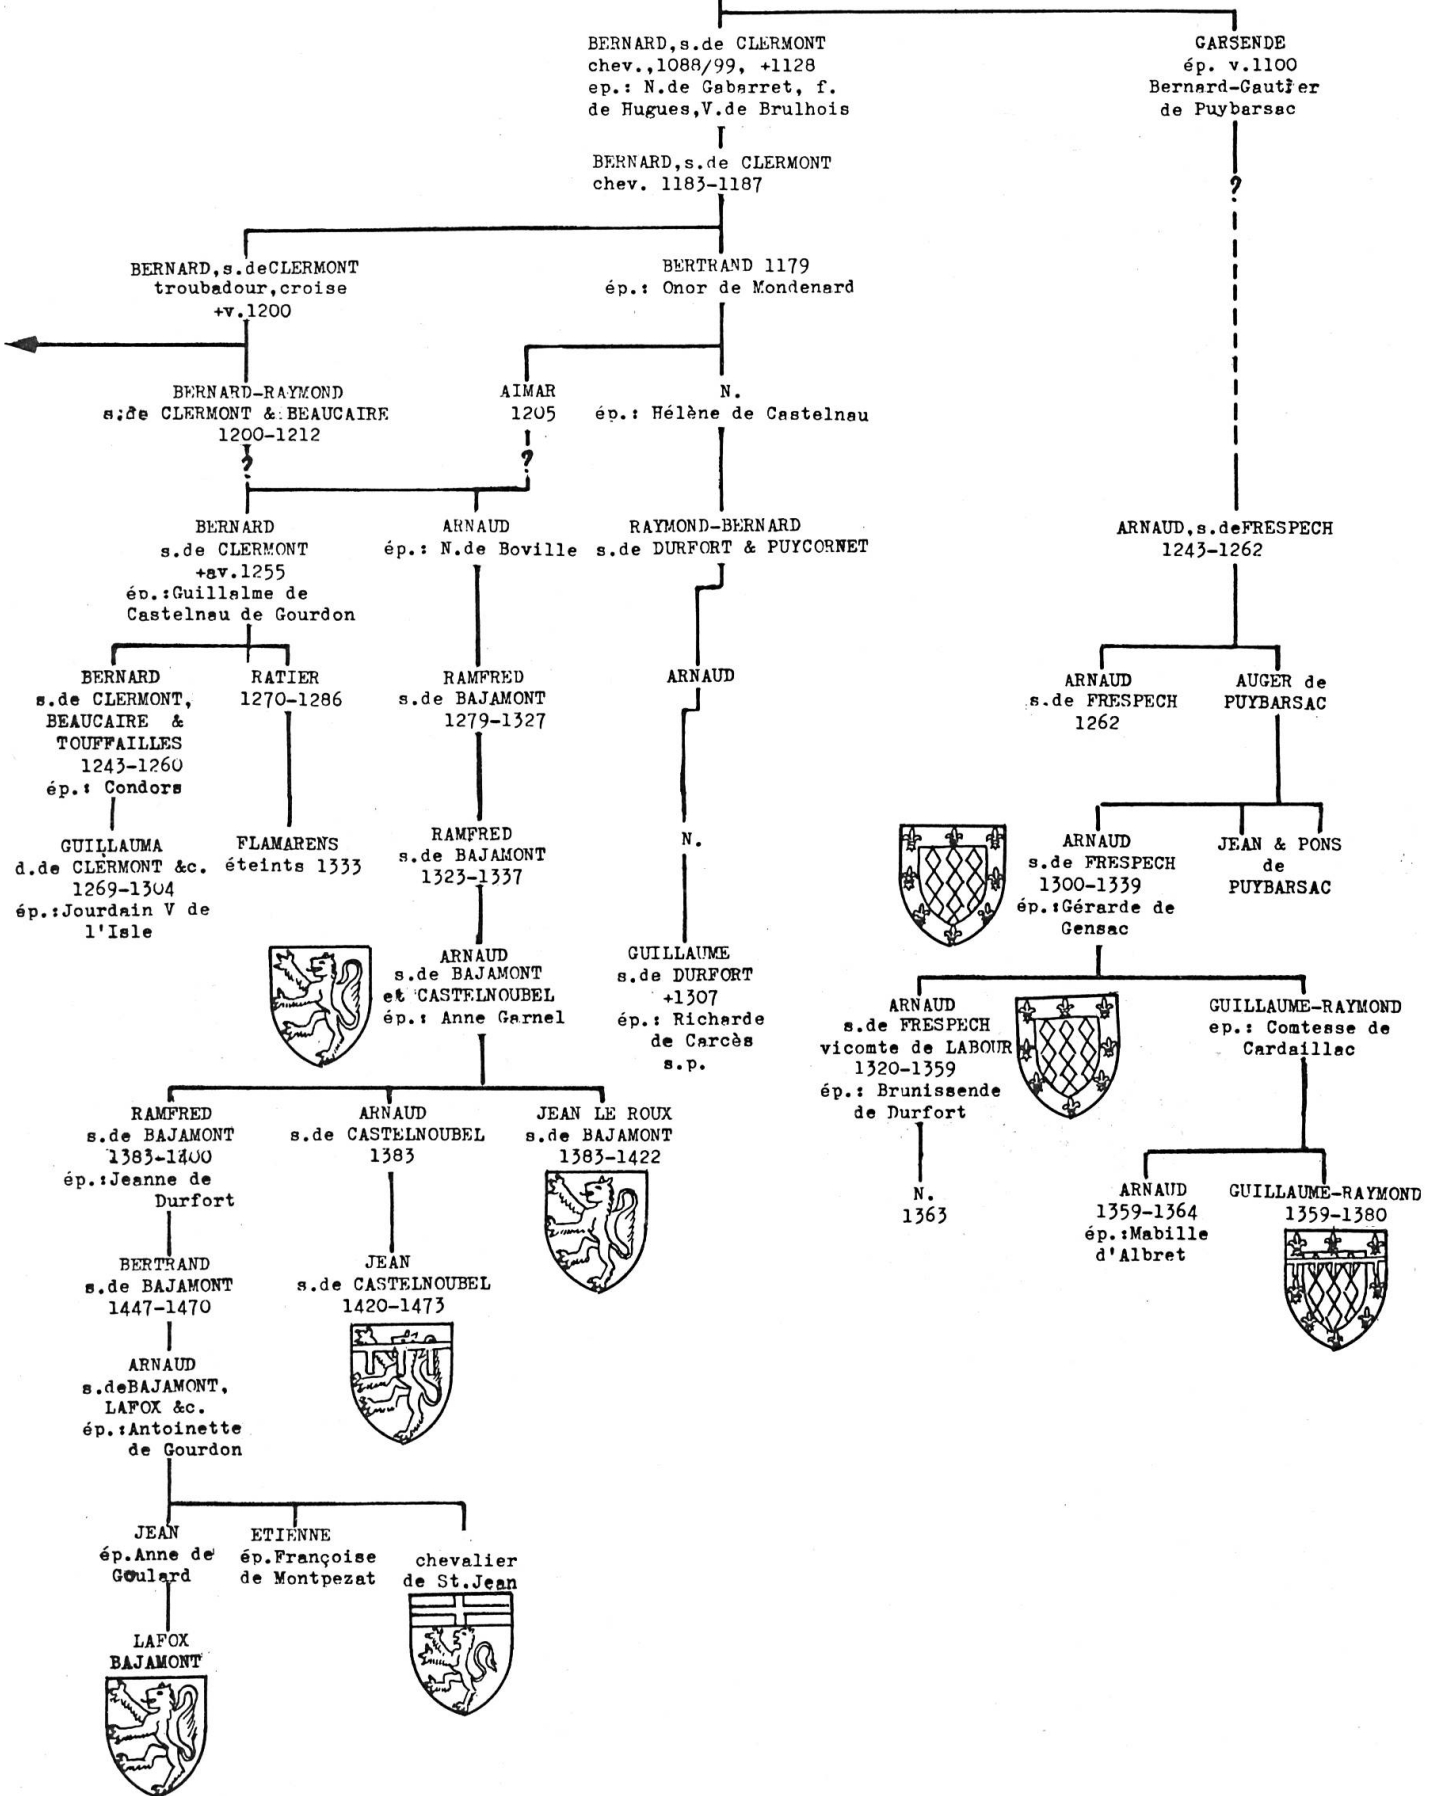 BERNARD,s.de CLERMONT
chev.,1088/99, +1128
ep.: N.de Gabarret, f.
de Hugues,V.de Brulhois
GARSENDE
ép. v.1100
Bernard-Gautier
de Puybarsac
BERNARD,s.de CLERMONT
chev. 1183-1187
?
BERNARD,s.deCLERMONT
troubadour,croise
+v.1200
BERTRAND 1179
ép.: Onor de Mondenard
BERNARD-RAYMOND
s.de CLERMONT & BEAUCAIRE
1200-1212
?
AIMAR
1205
?
N.
ép.: Hélène de Castelnau
BERNARD
s.de CLERMONT
+av.1255
ép.:Guillalme de
Castelnau de Gourdon
ARNAUD
ép.: N.de Boville
RAYMOND-BERNARD
s.de DURFORT & PUYCORNET
ARNAUD,s.deFRESPECH
1243-1262
BERNARD
s.de CLERMONT,
BEAUCAIRE &
TOUFFAILLES
1243-1260
ép.: Condors
RATIER
1270-1286
RAMFRED
s.de BAJAMONT
1279-1327
ARNAUD
ARNAUD
s.de FRESPECH
1262
AUGER de
PUYBARSAC
GUILLAUMA
d.de CLERMONT &c.
1269-1304
ép.:Jourdain V de
l'Isle
FLAMARENS
éteints 1333
RAMFRED
s.de BAJAMONT
1323-1337
N.
ARNAUD
s.de FRESPECH
1300-1339
ép.:Gérarde de
Gensac
JEAN & PONS
de
PUYBARSAC
ARNAUD
s.de BAJAMONT
et CASTELNOUBEL
ép.: Anne Garnel
GUILLAUME
s.de DURFORT
+1307
ép.: Richarde
de Carcès
s.p.
ARNAUD
s.de FRESPECH
vicomte de LABOUR
1320-1359
ép.: Brunissende
de Durfort
GUILLAUME-RAYMOND
ep.: Comtesse de
Cardaillac
RAMFRED
s.de BAJAMONT
1383-1400
ép.:Jeanne de
Durfort
ARNAUD
s.de CASTELNOUBEL
1383
JEAN LE ROUX
s.de BAJAMONT
1383-1422
N.
1363
ARNAUD
1359-1364
ép.:Mabille
d'Albret
GUILLAUME-RAYMOND
1359-1380
BERTRAND
s.de BAJAMONT
1447-1470
JEAN
s.de CASTELNOUBEL
1420-1473
ARNAUD
s.deBAJAMONT,
LAFOX &c.
ép.:Antoinette
de Gourdon
JEAN
ép.Anne de
Goulard
ETIENNE
ép.Françoise
de Montpezat
chevalier
de St.Jean
LAFOX
BAJAMONT